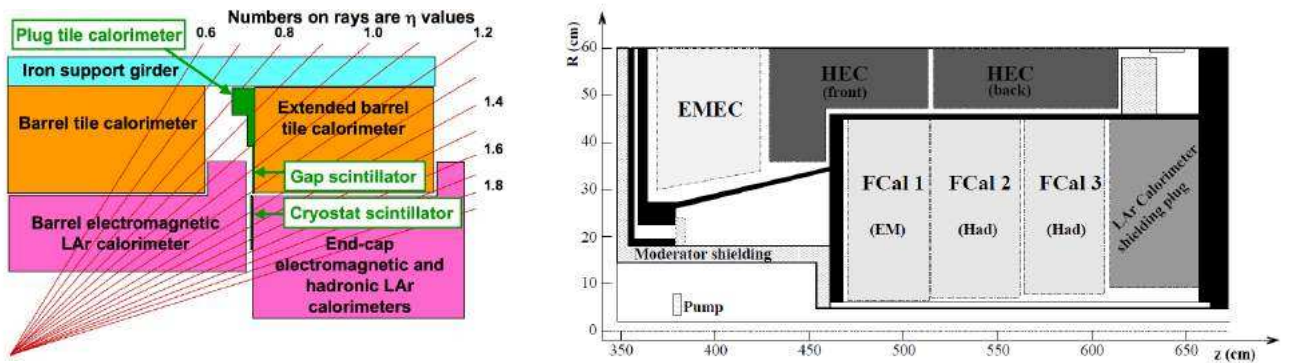 Numbers on rays are η values
Plug tile calorimeter
0.6
0.8
1.0
1.2
Iron support girder
Barrel tile calorimeter
Extended barrel
tile calorimeter
1.4
1.6
1.8
Gap scintillator
Cryostat scintillator
Barrel electromagnetic
LAr calorimeter
End-cap
electromagnetic and
hadronic LAr
calorimeters
R (cm)
60
50
40
30
20
10
0
EMEC
HEC
(front)
HEC
(back)
FCal 1
(EM)
FCal 2
(Had)
FCal 3
(Had)
LAr Calorimeter
shielding plug
Moderator shielding
Pump
350
400
450
500
550
600
650
z (cm)